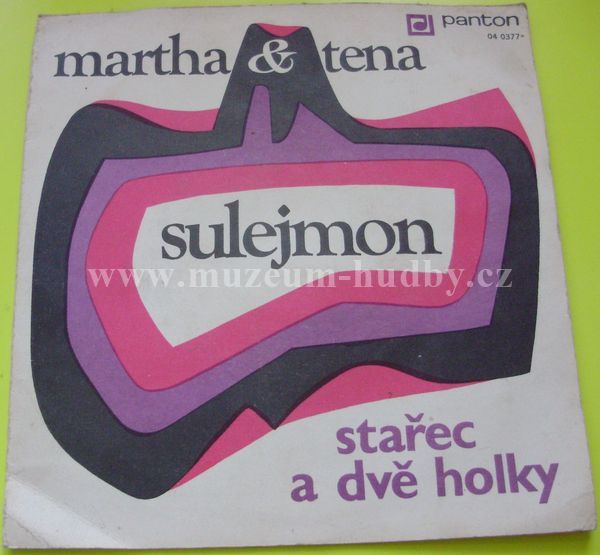 panton
04 0377
martha & tena
sulejmon
www.muzeum-hudby.cz
stařec
a dvě holky